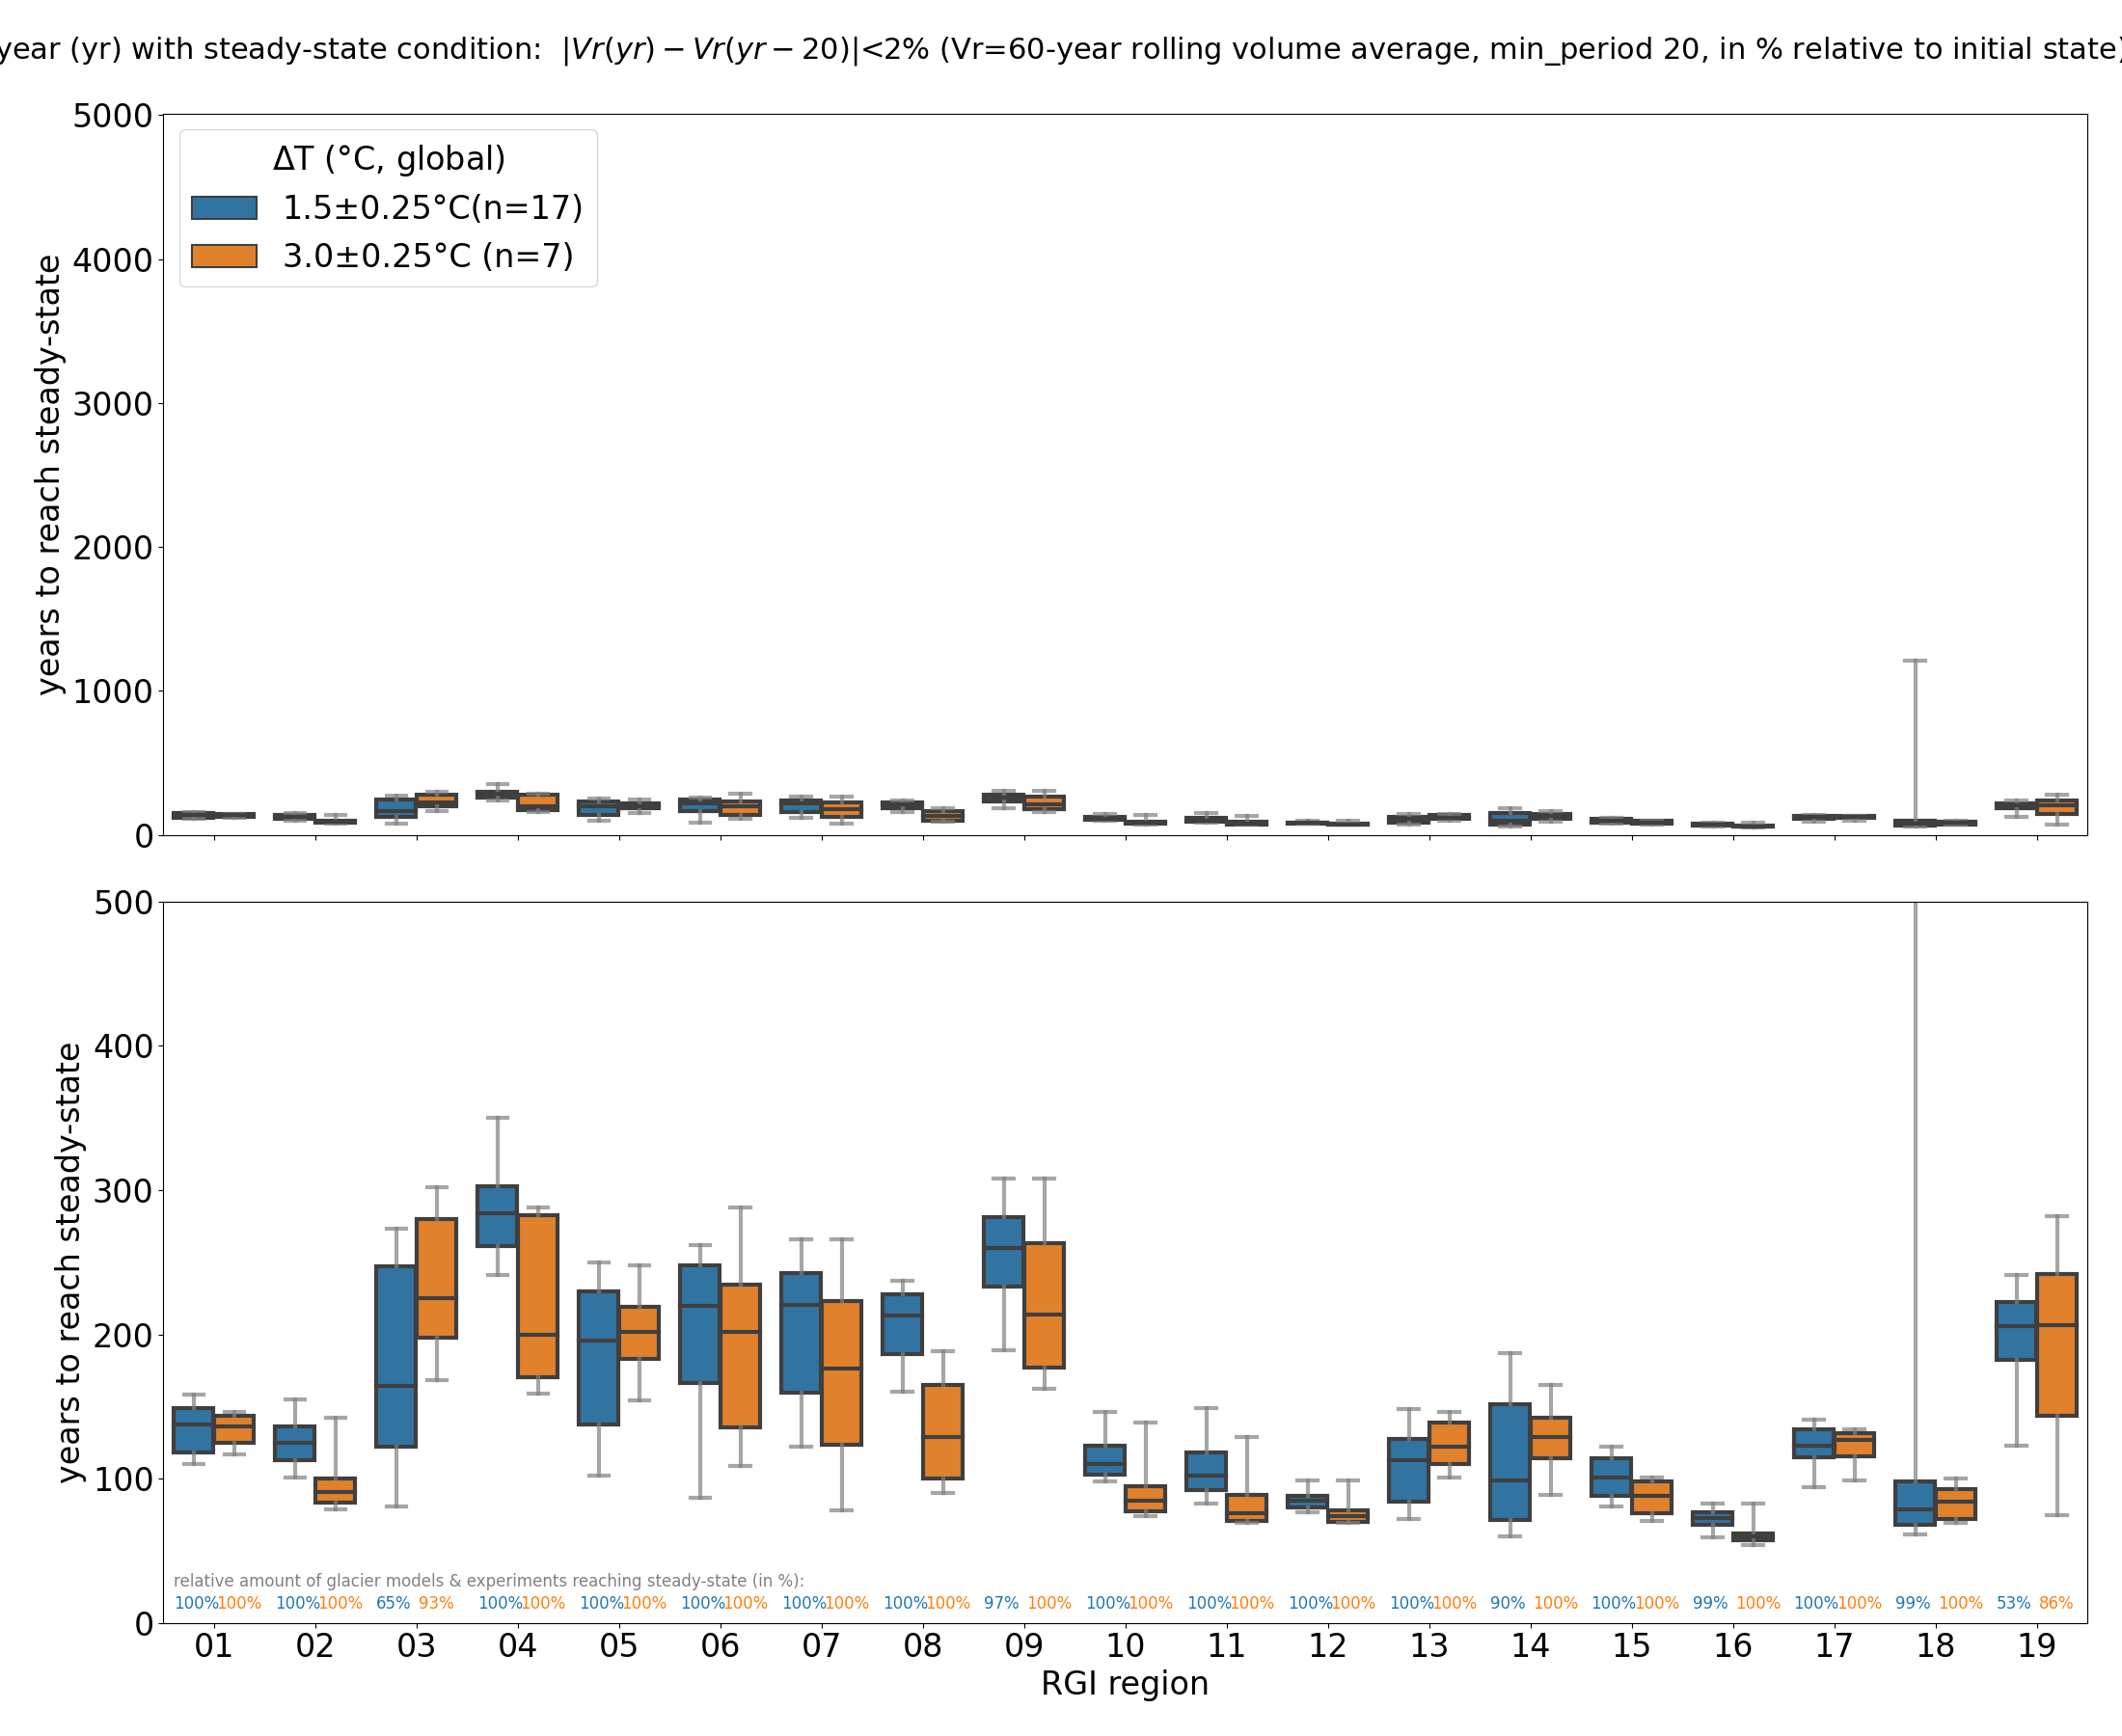 year (yr) with steady-state condition: |Vr(yr) − Vr(yr − 20)|<2% (Vr=60-year rolling volume average, min_period 20, in % relative to initial state)
years to reach steady-state
5000
4000
3000
2000
1000
0
ΔT (°C, global)
1.5±0.25°C(n=17)
3.0±0.25°C (n=7)
years to reach steady-state
500
400
300
200
100
0
relative amount of glacier models & experiments reaching steady-state (in %):
100% 100% 100% 100% 65% 93% 100% 100% 100% 100% 100% 100% 100% 100% 100% 100% 97% 100% 100% 100% 100% 100% 100% 100% 100% 100% 90% 100% 100% 100% 99% 100% 100% 100% 99% 100% 53% 86%
01 02 03 04 05 06 07 08 09 10 11 12 13 14 15 16 17 18 19
RGI region